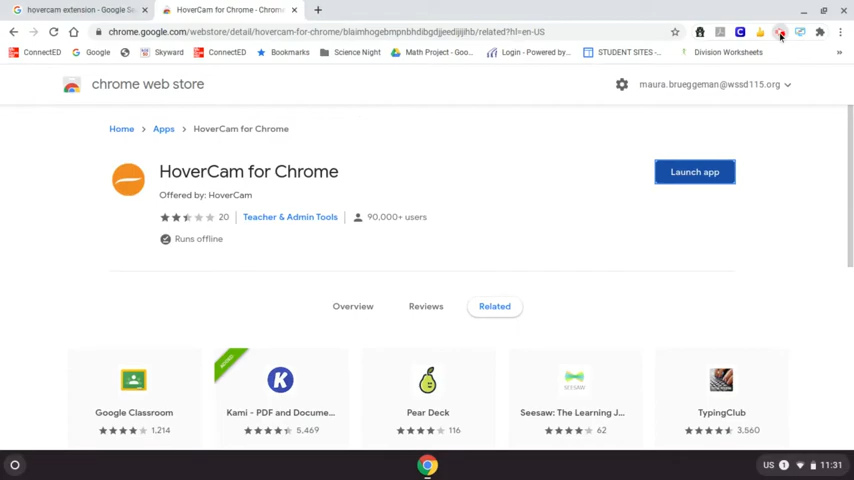 hovercam extension - Google Se
HoverCam for Chrome - Chrome
chrome.google.com/webstore/detail/hovercam-for-chrome/blaimhogebmpnbhdibgdjjeedijijjhb/related?hl=en-US
ConnectED Google Skyward ConnectED Bookmarks Science Night Math Project - Goo... Login - Powered by... STUDENT SITES -... Division Worksheets »
chrome web store
maura.brueggeman@wssd115.org
Home > Apps > HoverCam for Chrome
HoverCam for Chrome
Launch app
Offered by: HoverCam
20 Teacher & Admin Tools 90,000+ users
Runs offline
Overview Reviews Related
ADDED
K
SEESAW
Google Classroom Kami - PDF and Docume... Pear Deck Seesaw: The Learning J... TypingClub
1,214 5,469 116 62 3,560
US 1 11:31